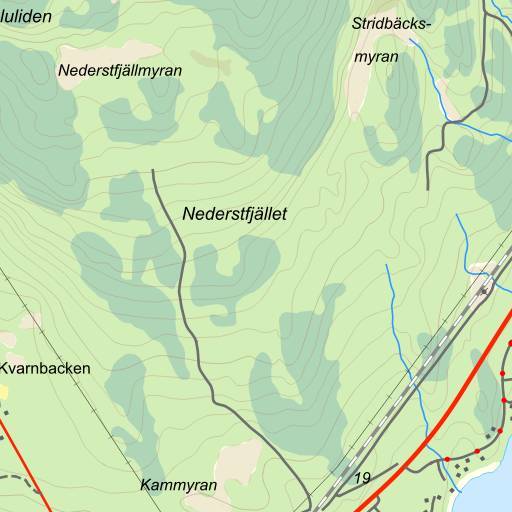 luliden
Stridbäcks-
myran
Nederstfjällmyran
Nederstfjället
Kvarnbacken
Kammyran
19